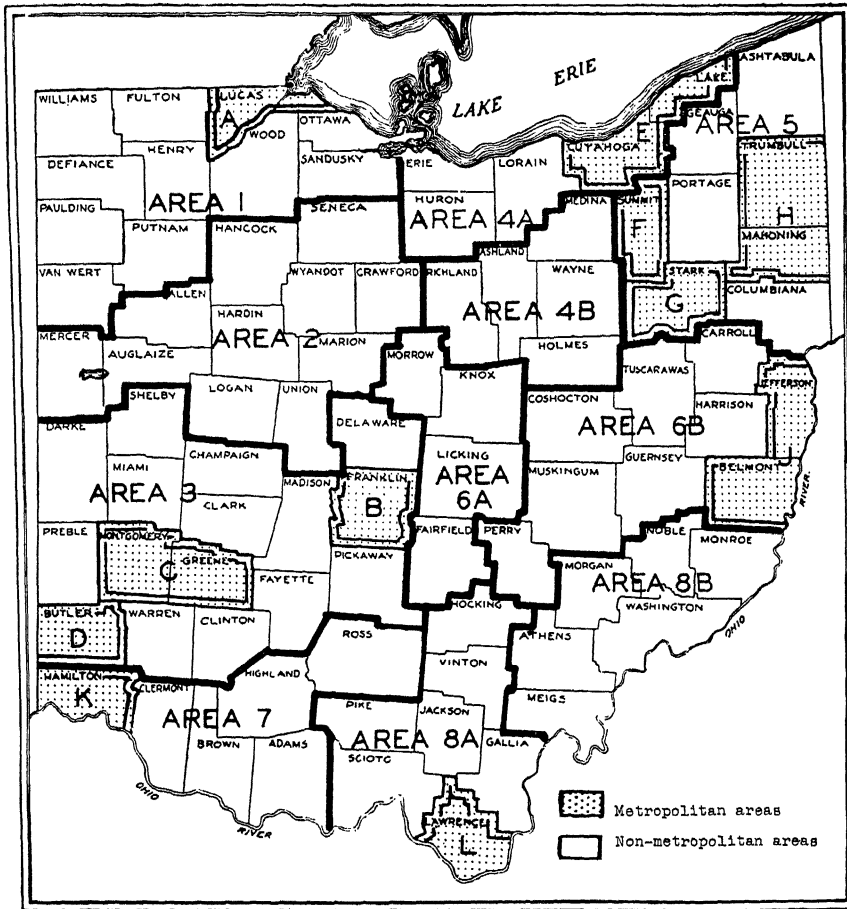 ASHTABULA
LAKE
ERIE
LAKE
GEAUGA
WILLIAMS
FULTON
LUCAS
A
OTTAWA
WOOD
E
AREA 5
HENRY
SANDUSKY
ERIE
LORAIN
CUYAHOGA
TRUMBULL
DEFIANCE
AREA 1
HURON
MEDINA
SUMMIT
PORTAGE
H
PAULDING
SENECA
AREA 4A
F
PUTNAM
HANCOCK
ASHLAND
MAHONING
VAN WERT
WYANDOT
CRAWFORD
RICHLAND
WAYNE
STARK
ALLEN
COLUMBIANA
HARDIN
AREA 4B
G
MERCER
AREA 2
MARION
HOLMES
CARROLL
AUGLAIZE
MORROW
KNOX
TUSCARAWAS
JEFFERSON
LOGAN
UNION
SHELBY
COSHOCTON
HARRISON
DARKE
DELAWARE
AREA 6B
CHAMPAIGN
LICKING
GUERNSEY
J
MIAMI
MADISON
FRANKLIN
AREA
6A
MUSKINGUM
BELMONT
RIVER
AREA 3
CLARK
B
PREBLE
MONTGOMERY
FAIRFIELD
PERRY
NOBLE
MONROE
GREENE
PICKAWAY
MORGAN
C
FAYETTE
AREA 8B
BUTLER
WARREN
HOCKING
WASHINGTON
D
CLINTON
ROSS
ATHENS
OHIO
HAMILTON
HIGHLAND
VINTON
K
CLERMONT
MEIGS
AREA 7
PIKE
JACKSON
BROWN
ADAMS
AREA 8A
GALLIA
SCIOTO
OHIO
RIVER
LAWRENCE
L
Metropolitan areas
Non-metropolitan areas